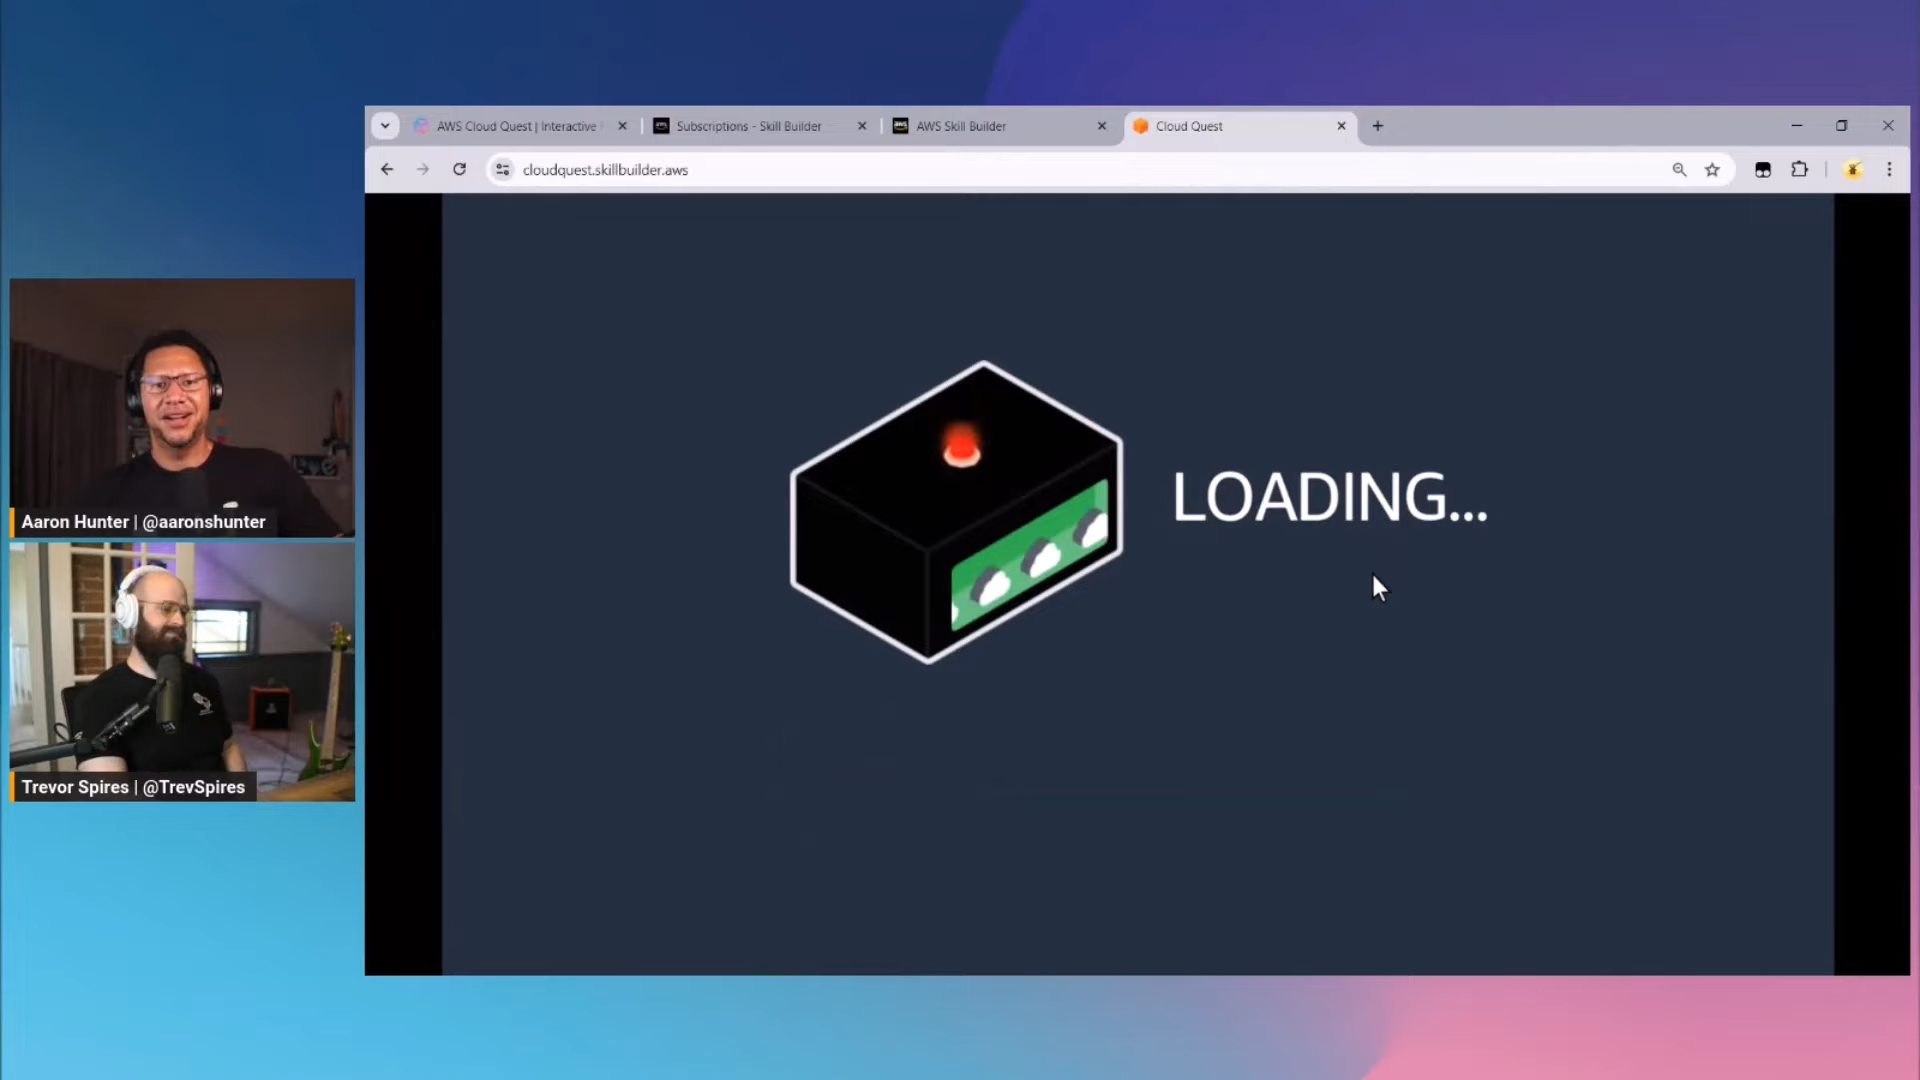 AWS Cloud Quest | Interactive
Subscriptions - Skill Builder
AWS Skill Builder
Cloud Quest
cloudquest.skillbuilder.aws
LOADING...
Aaron Hunter | @aaronshunter
Trevor Spires | @TrevSpires